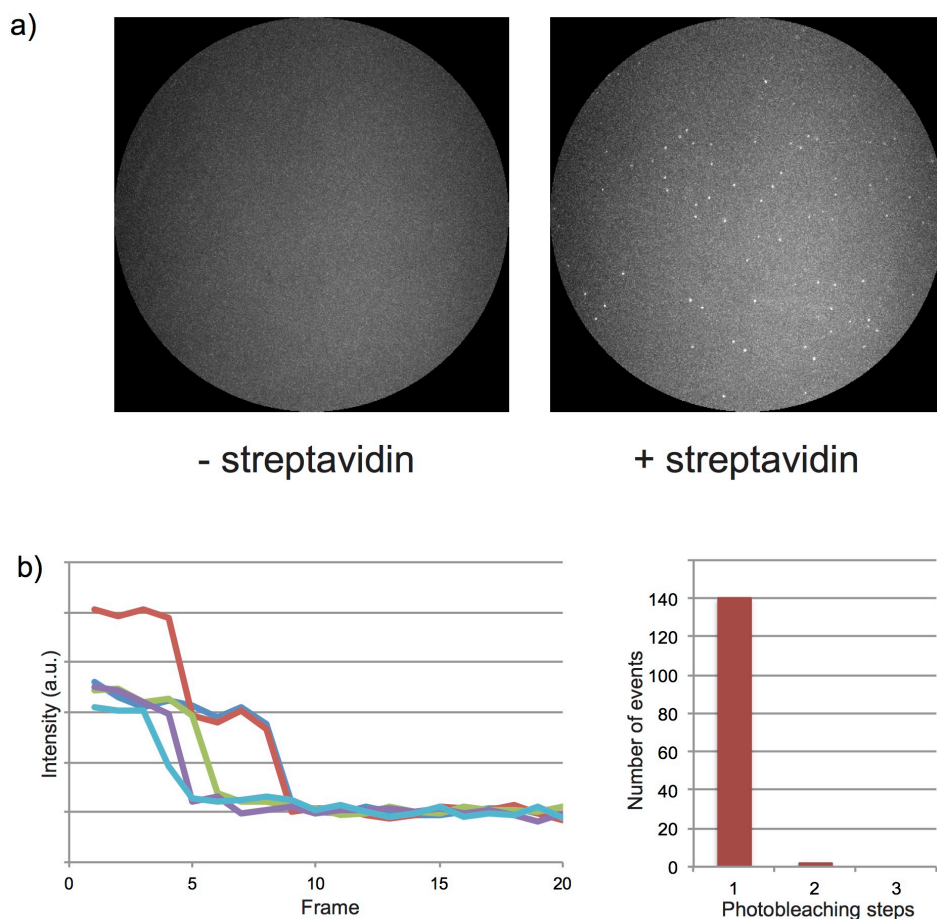 a)
- streptavidin
+ streptavidin
b)
Intensity (a.u.)
0
5
10
15
20
Frame
Number of events
140
120
100
80
60
40
20
0
1
2
3
Photobleaching steps